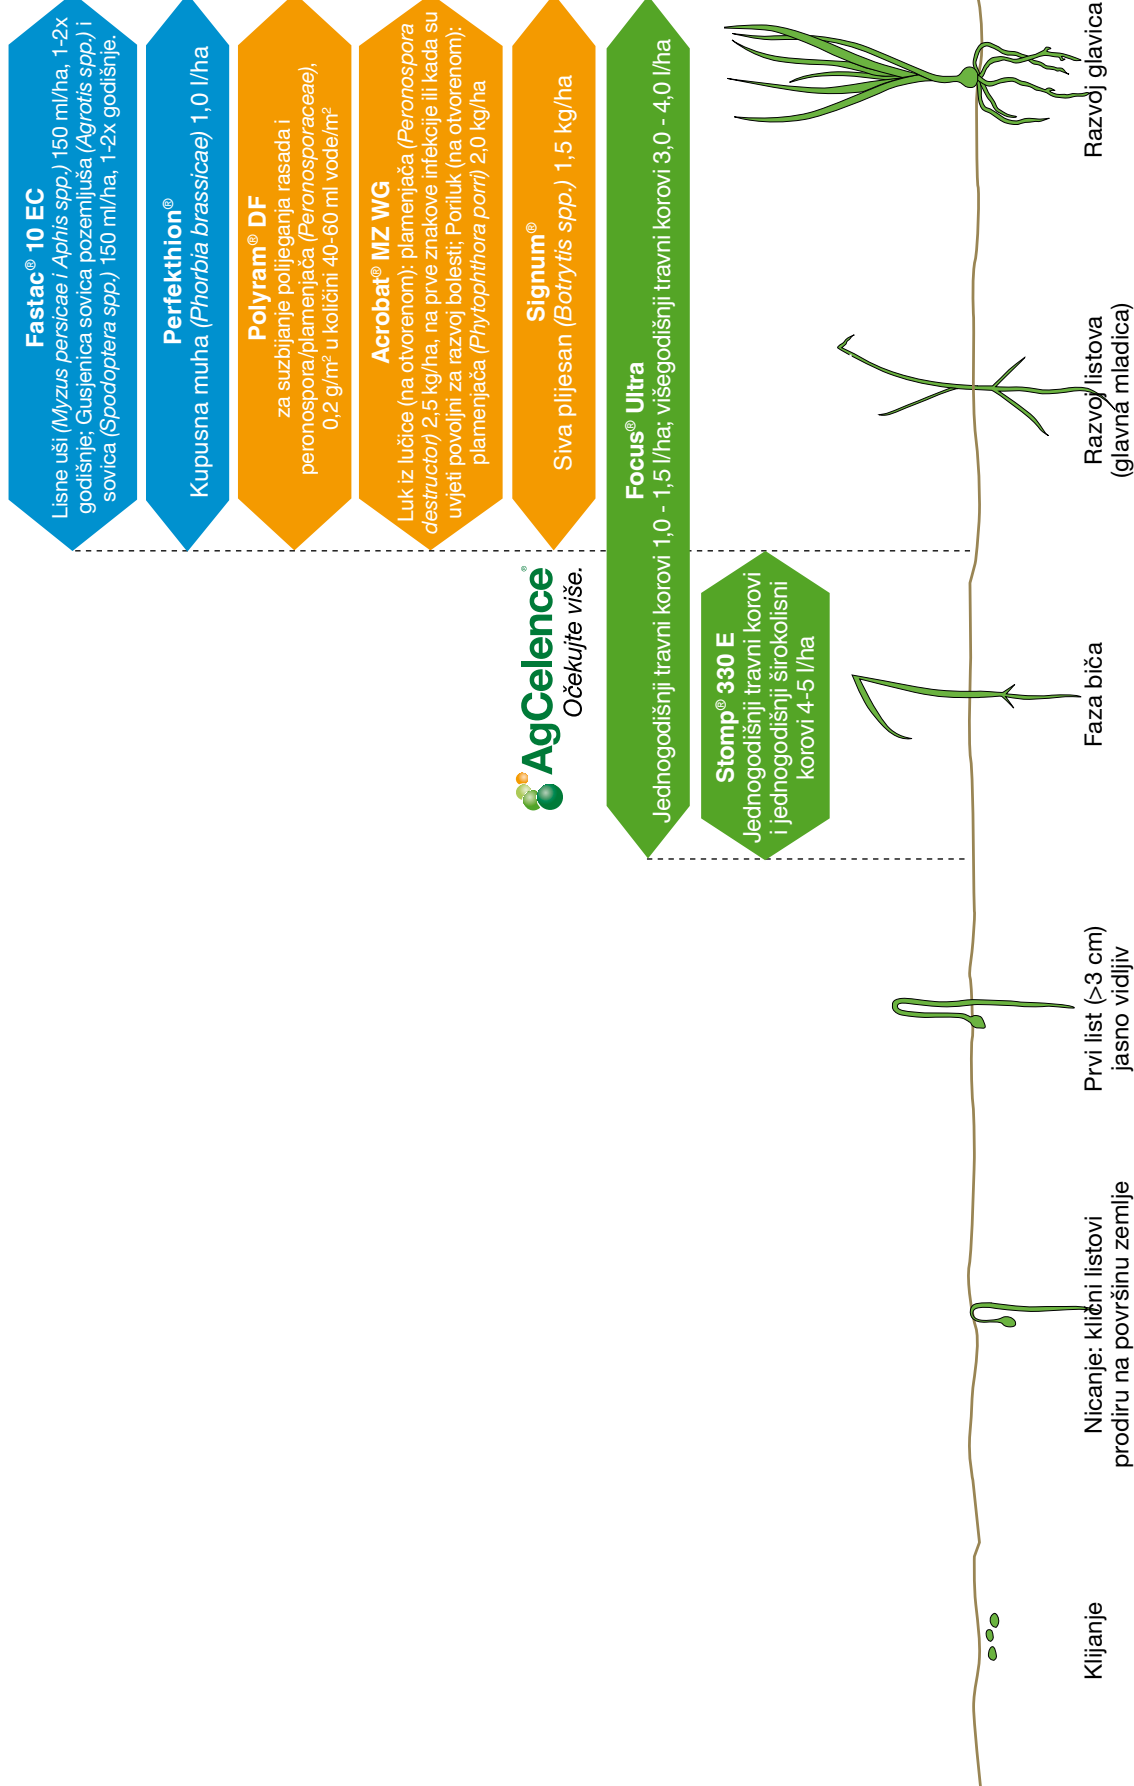 Fastac® 10 EC
Lisne uši (Myzus persicae i Aphis spp.) 150 ml/ha, 1-2x
godišnje; Gusjenica sovica pozemljuša (Agrotis spp.) i
sovica (Spodoptera spp.) 150 ml/ha, 1-2x godišnje.
Perfekthion®
Kupusna muha (Phorbia brassicae) 1,0 l/ha
Polyram® DF
za suzbijanje polijeganja rasada i
peronospora/plamenjača (Peronosporaceae),
0,2 g/m² u količini 40-60 ml vode/m²
Acrobat® MZ WG
Luk iz lučice (na otvorenom): plamenjača (Peronospora
destructor) 2,5 kg/ha, na prve znakove infekcije ili kada su
uvjeti povoljni za razvoj bolesti; Poriluk (na otvorenom):
plamenjača (Phytophthora porri) 2,0 kg/ha
Signum®
Siva plijesan (Botrytis spp.) 1,5 kg/ha
AgCelence®
Očekujte više.
Focus® Ultra
Jednogodišnji travni korovi 1,0 - 1,5 l/ha; višegodišnji travni korovi 3,0 - 4,0 l/ha
Stomp® 330 E
Jednogodišnji travni korovi
i jednogodišnji širokolisni
korovi 4-5 l/ha
Klijanje
Nicanje: klični listovi
prodiru na površinu zemlje
Prvi list (>3 cm)
jasno vidljiv
Faza biča
Razvoj listova
(glavna mladica)
Razvoj glavica